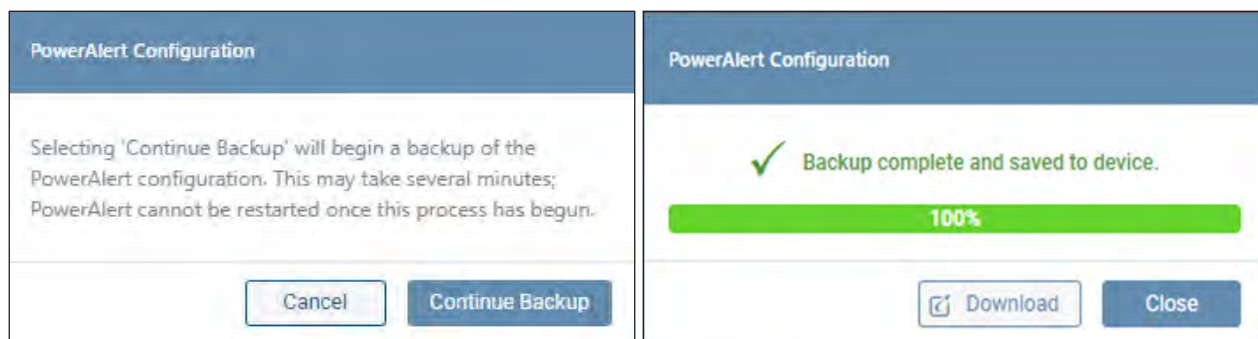 PowerAlert Configuration
Selecting 'Continue Backup' will begin a backup of the
PowerAlert configuration. This may take several minutes;
PowerAlert cannot be restarted once this process has begun.
Cancel
Continue Backup
PowerAlert Configuration
Backup complete and saved to device.
100%
Download
Close